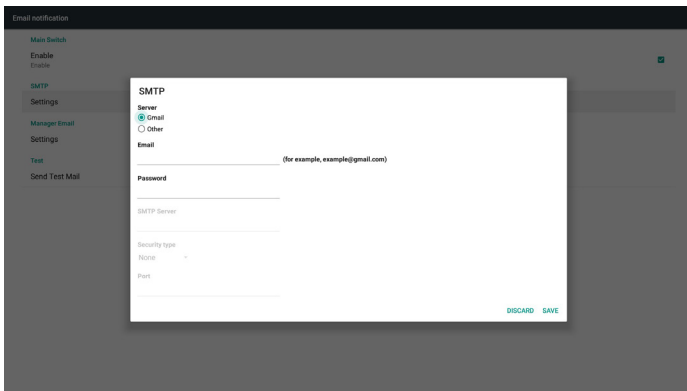 Email notification
Main Switch
Enable
Enable
SMTP
Settings
Manager Email
Settings
Test
Send Test Mail
SMTP
Server
Gmail
Other
Email
(for example, example@gmail.com)
Password
SMTP Server
Security type
None
Port
DISCARD SAVE